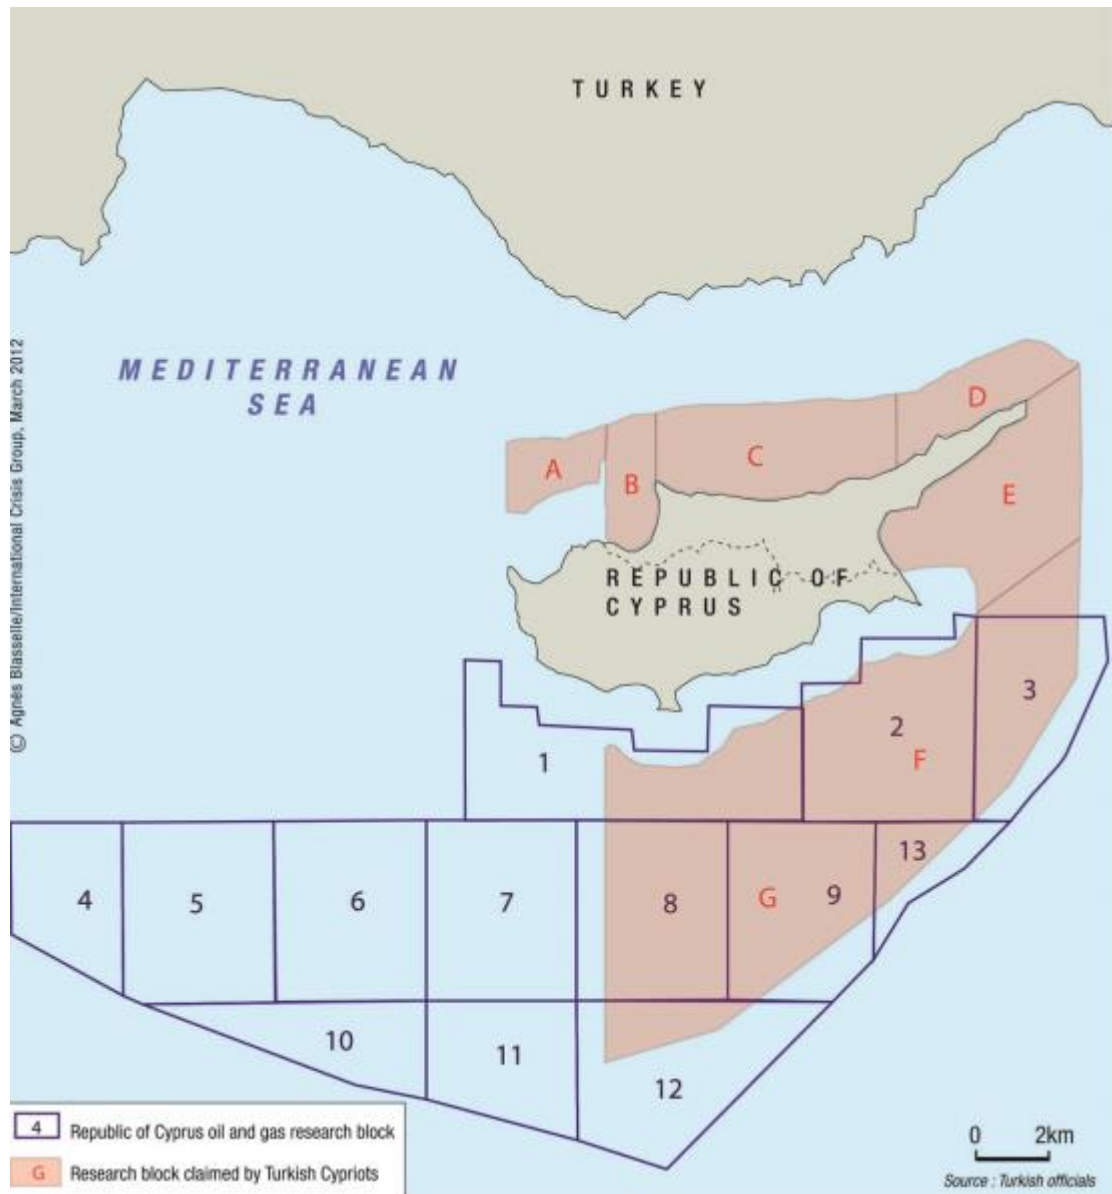 TURKEY
MEDITERRANEAN
SEA
© Agnès Blasselle/International Crisis Group, March 2012
D
A
B
C
E
REPUBLIC OF
CYPRUS
3
2
1
F
13
4
5
6
7
8
G
9
10
11
12
4 Republic of Cyprus oil and gas research block
G Research block claimed by Turkish Cypriots
0 2km
Source : Turkish officials